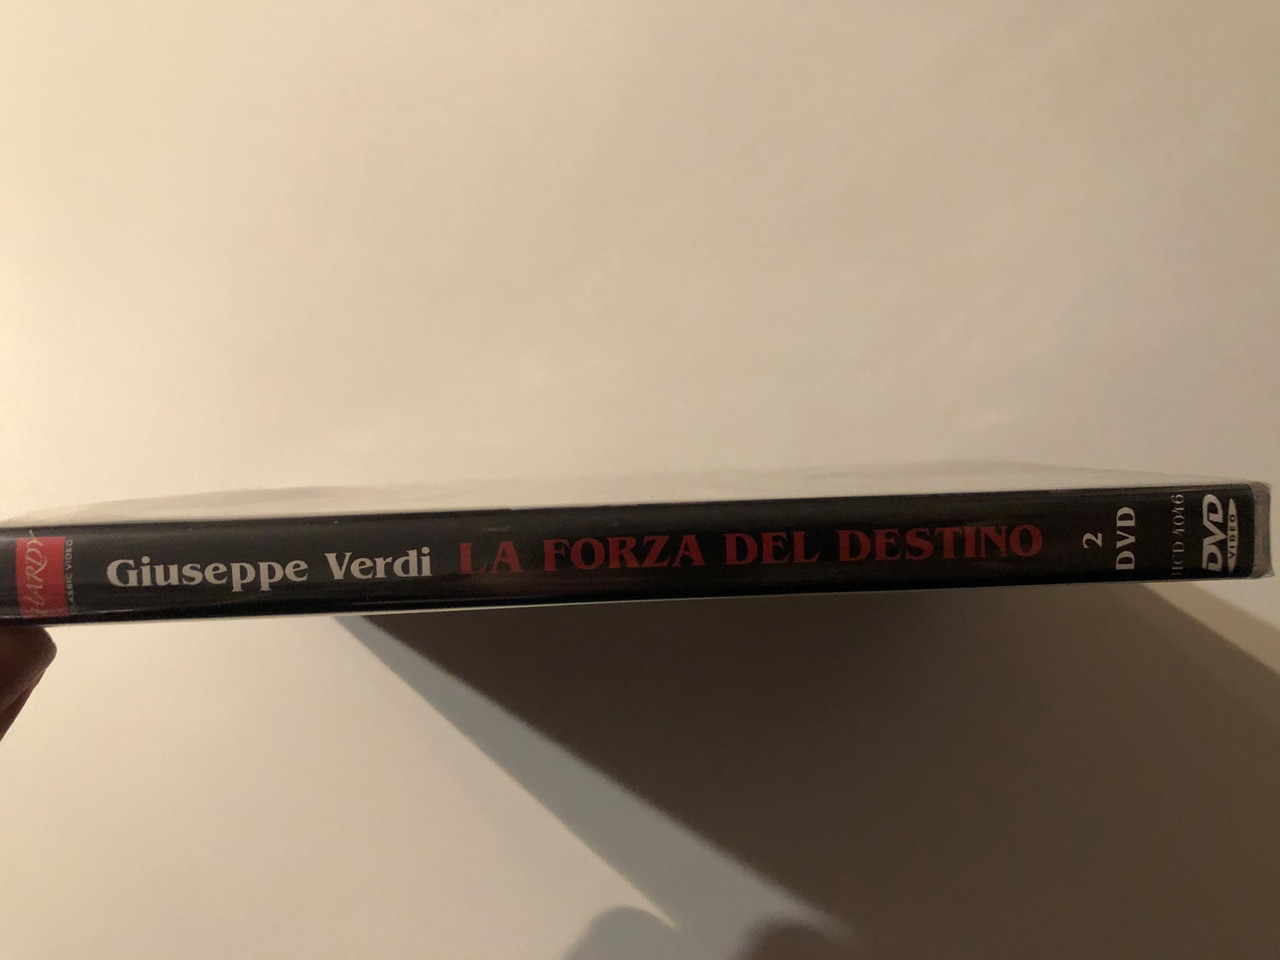 HARDY
CLASSIC VIDEO
Giuseppe Verdi LA FORZA DEL DESTINO
2
DVD
HCD 4046
DVD
VIDEO